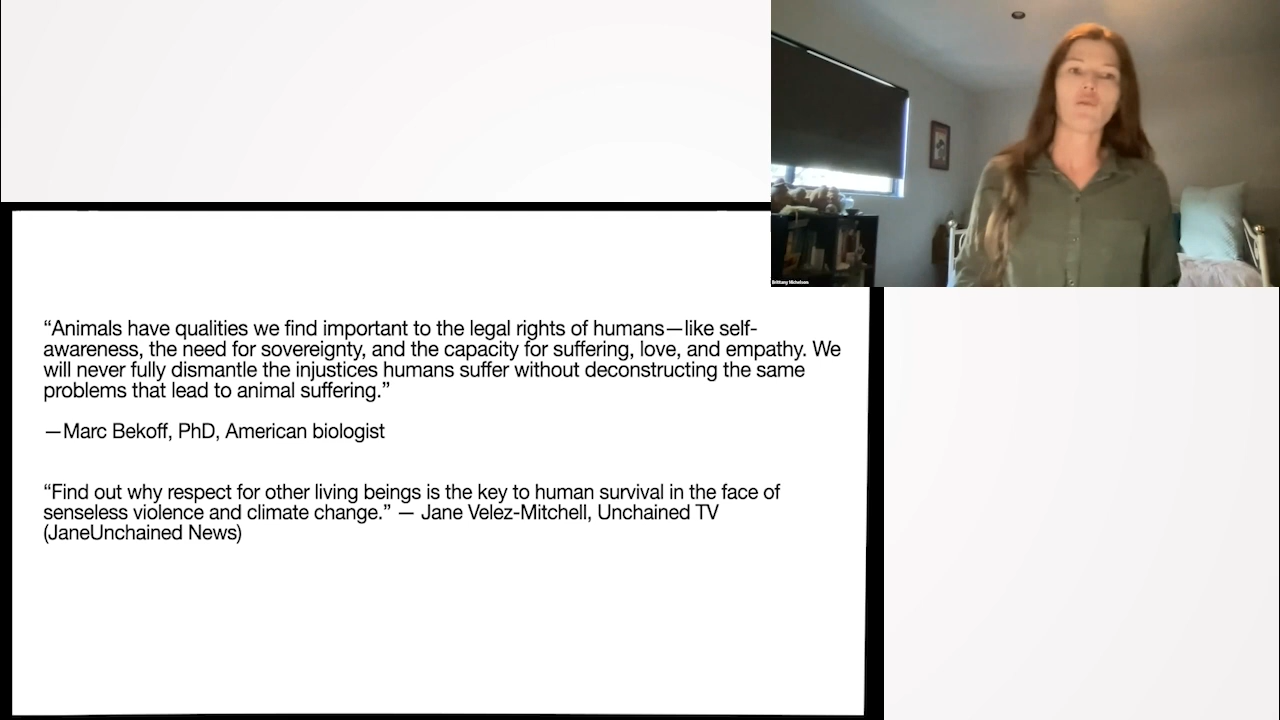 Brittany Michelson
“Animals have qualities we find important to the legal rights of humans—like self-
awareness, the need for sovereignty, and the capacity for suffering, love, and empathy. We
will never fully dismantle the injustices humans suffer without deconstructing the same
problems that lead to animal suffering.”
—Marc Bekoff, PhD, American biologist
“Find out why respect for other living beings is the key to human survival in the face of
senseless violence and climate change.” — Jane Velez-Mitchell, Unchained TV
(JaneUnchained News)